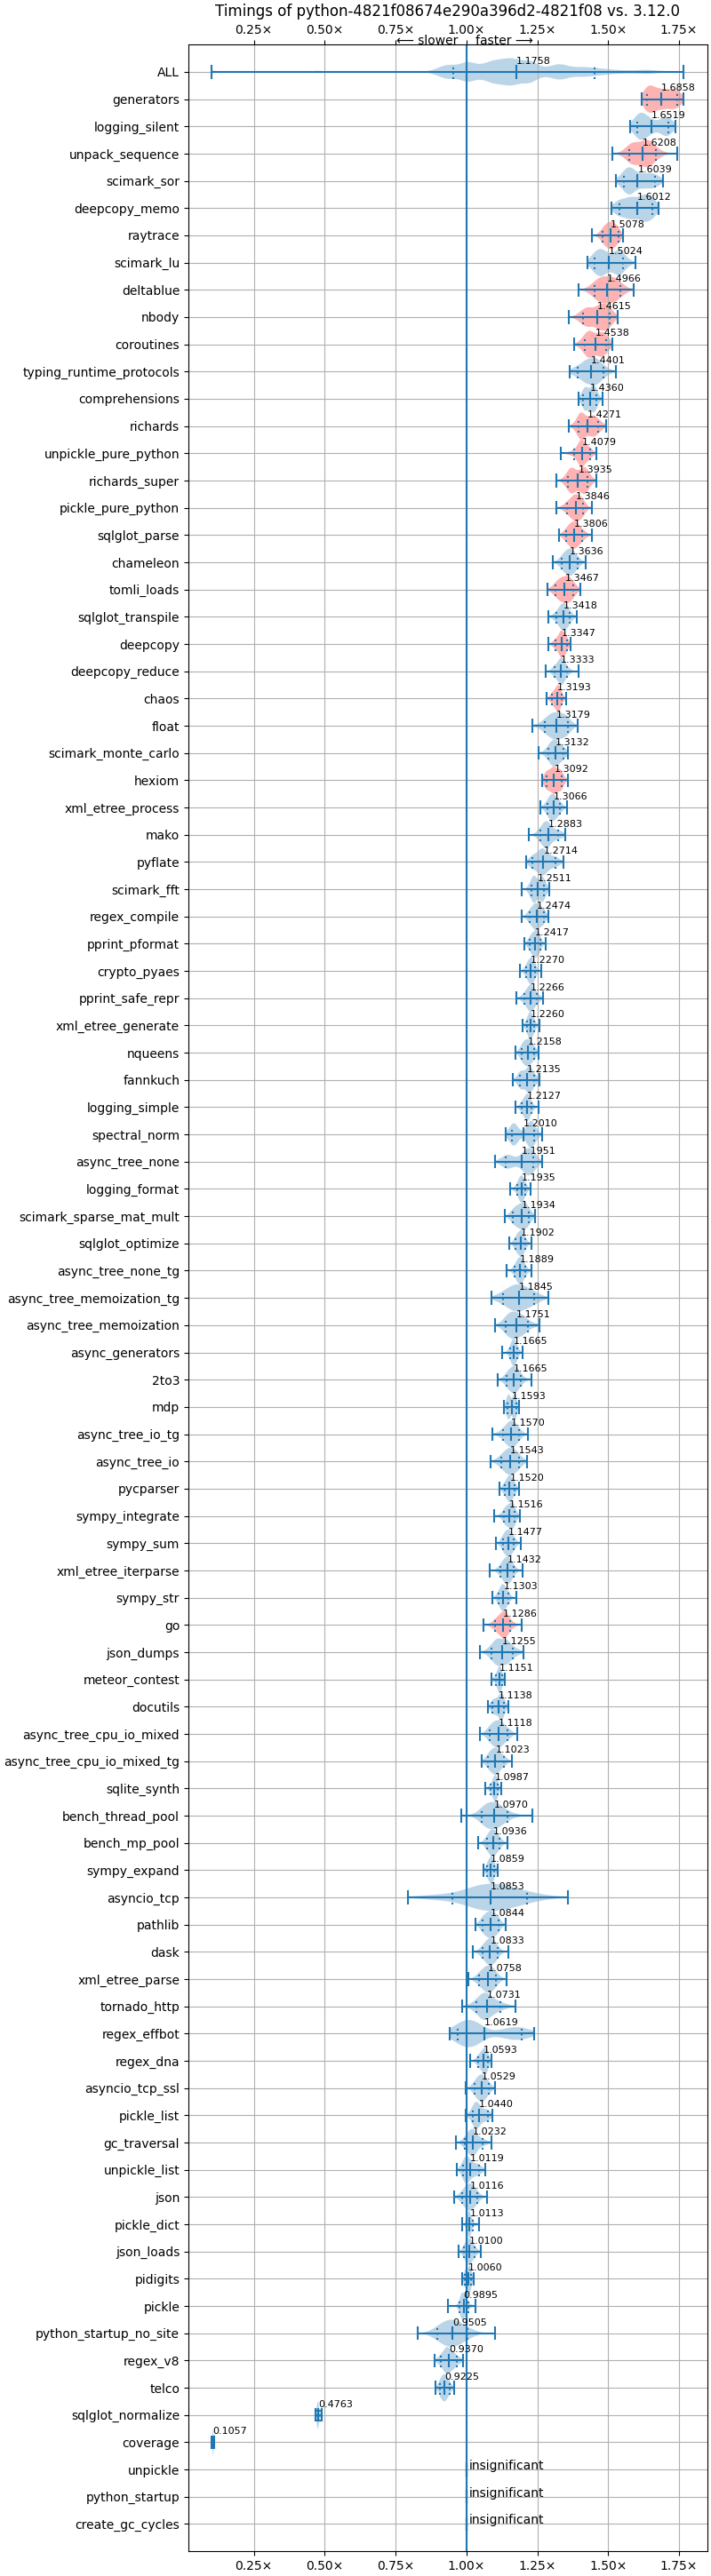 Timings of python-4821f08674e290a396d2-4821f08 vs. 3.12.0
0.25× 0.50× 0.75× 1.00× 1.25× 1.50× 1.75×
⟵ slower faster ⟶
ALL 1.1758
generators 1.6858
logging_silent 1.6519
unpack_sequence 1.6208
scimark_sor 1.6039
deepcopy_memo 1.6012
raytrace 1.5078
scimark_lu 1.5024
deltablue 1.4966
nbody 1.4615
coroutines 1.4538
typing_runtime_protocols 1.4401
comprehensions 1.4360
richards 1.4271
unpickle_pure_python 1.4079
richards_super 1.3935
pickle_pure_python 1.3846
sqlglot_parse 1.3806
chameleon 1.3636
tomli_loads 1.3467
sqlglot_transpile 1.3418
deepcopy 1.3347
deepcopy_reduce 1.3333
chaos 1.3193
float 1.3179
scimark_monte_carlo 1.3132
hexiom 1.3092
xml_etree_process 1.3066
mako 1.2883
pyflate 1.2714
scimark_fft 1.2511
regex_compile 1.2474
pprint_pformat 1.2417
crypto_pyaes 1.2270
pprint_safe_repr 1.2266
xml_etree_generate 1.2260
nqueens 1.2158
fannkuch 1.2135
logging_simple 1.2127
spectral_norm 1.2010
async_tree_none 1.1951
logging_format 1.1935
scimark_sparse_mat_mult 1.1934
sqlglot_optimize 1.1902
async_tree_none_tg 1.1889
async_tree_memoization_tg 1.1845
async_tree_memoization 1.1751
async_generators 1.1665
2to3 1.1665
mdp 1.1593
async_tree_io_tg 1.1570
async_tree_io 1.1543
pycparser 1.1520
sympy_integrate 1.1516
sympy_sum 1.1477
xml_etree_iterparse 1.1432
sympy_str 1.1303
go 1.1286
json_dumps 1.1255
meteor_contest 1.1151
docutils 1.1138
async_tree_cpu_io_mixed 1.1118
async_tree_cpu_io_mixed_tg 1.1023
sqlite_synth 1.0987
bench_thread_pool 1.0970
bench_mp_pool 1.0936
sympy_expand 1.0859
asyncio_tcp 1.0853
pathlib 1.0844
dask 1.0833
xml_etree_parse 1.0758
tornado_http 1.0731
regex_effbot 1.0619
regex_dna 1.0593
asyncio_tcp_ssl 1.0529
pickle_list 1.0440
gc_traversal 1.0232
unpickle_list 1.0119
json 1.0116
pickle_dict 1.0113
json_loads 1.0100
pidigits 1.0060
pickle 0.9895
python_startup_no_site 0.9505
regex_v8 0.9370
telco 0.9225
sqlglot_normalize 0.4763
coverage 0.1057
unpickle insignificant
python_startup insignificant
create_gc_cycles insignificant
0.25× 0.50× 0.75× 1.00× 1.25× 1.50× 1.75×